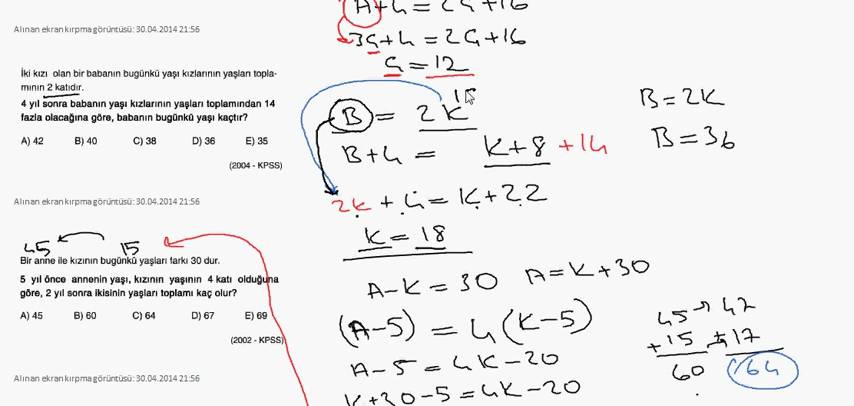 Alınan ekran kırpma görüntüsü: 30.04.2014 21:56
İki kızı olan bir babanın bugünkü yaşı kızlarının yaşları topla-
mının 2 katıdır.
4 yıl sonra babanın yaşı kızlarının yaşları toplamından 14
fazla olacağına göre, babanın bugünkü yaşı kaçtır?
A) 42 B) 40 C) 38 D) 36 E) 35
(2004 - KPSS)
Alınan ekran kırpma görüntüsü: 30.04.2014 21:56
45 15
Bir anne ile kızının bugünkü yaşları farkı 30 dur.
5 yıl önce annenin yaşı, kızının yaşının 4 katı olduğuna
göre, 2 yıl sonra ikisinin yaşları toplamı kaç olur?
A) 45 B) 60 C) 64 D) 67 E) 69
(2002 - KPSS)
Alınan ekran kırpma görüntüsü: 30.04.2014 21:56
A+4=2G+16
3G+4=2G+16
G=12
B=2K
B+4=K+8+14
2K+4=K+22
K=18
B=2K
B=36
A-K=30 A=K+30
(A-5)=4(K-5)
A-5=4K-20
K+30-5=4K-20
45→47
+15 +17
60 64